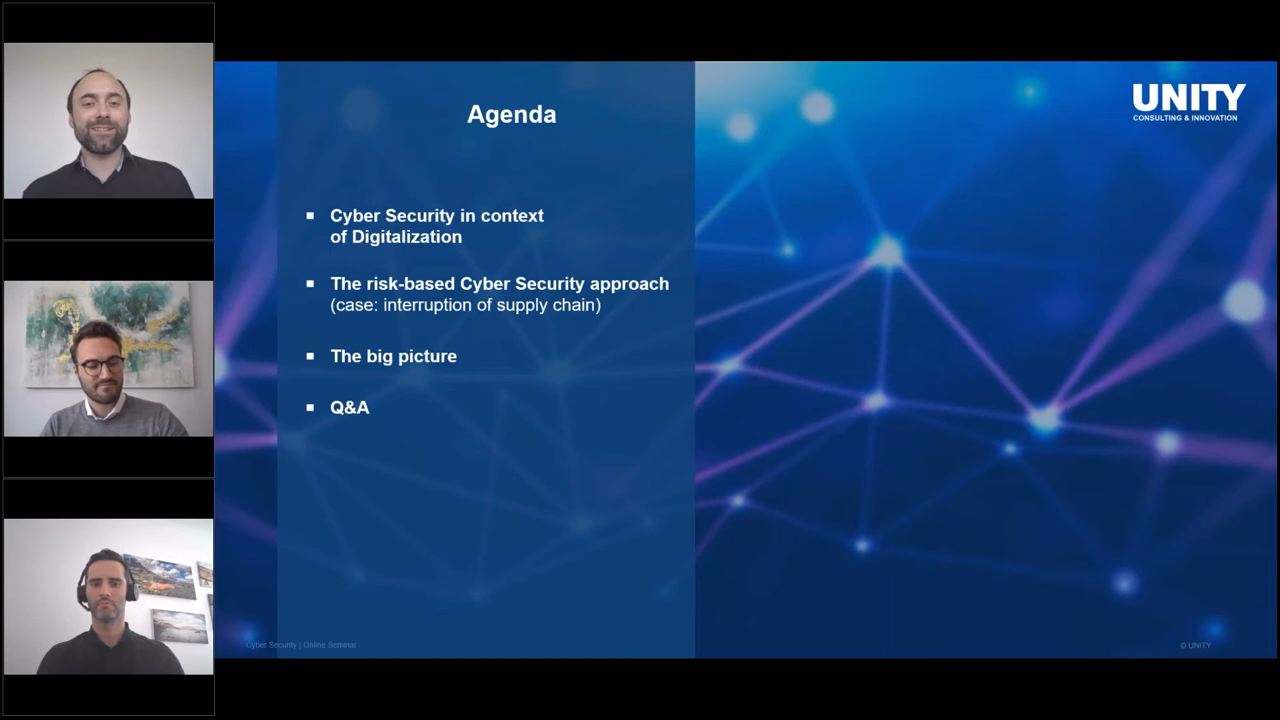 Agenda
UNITY
CONSULTING & INNOVATION
▪ Cyber Security in context
of Digitalization
▪ The risk-based Cyber Security approach
(case: interruption of supply chain)
▪ The big picture
▪ Q&A
Cyber Security | Online Seminar
© UNITY